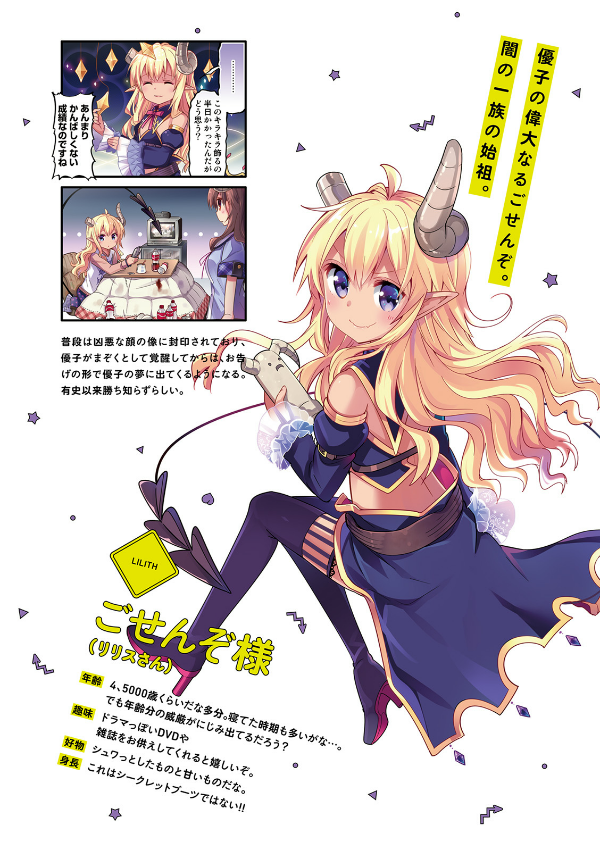 優子の偉大なるごせんぞ。
闇の一族の始祖。
…………
このキラキラ飾るの
半日かかったんだが
どう思う?
あんまり
かんばしくない
成績なのですね
普段は凶悪な顔の像に封印されており、
優子がまぞくとして覚醒してからは、お告
げの形で優子の夢に出てくるようになる。
有史以来勝ち知らずらしい。
LILITH
ごせんぞ様
(リリスさん)
年齢 4、5000歳くらいだな多分。寝てた時期も多いがな…。
でも年齢分の威厳がにじみ出てるだろう?
趣味 ドラマっぽいDVDや
雑誌をお供えしてくれると嬉しいぞ。
好物 シュワっとしたものと甘いものだな。
身長 これはシークレットブーツではない!!